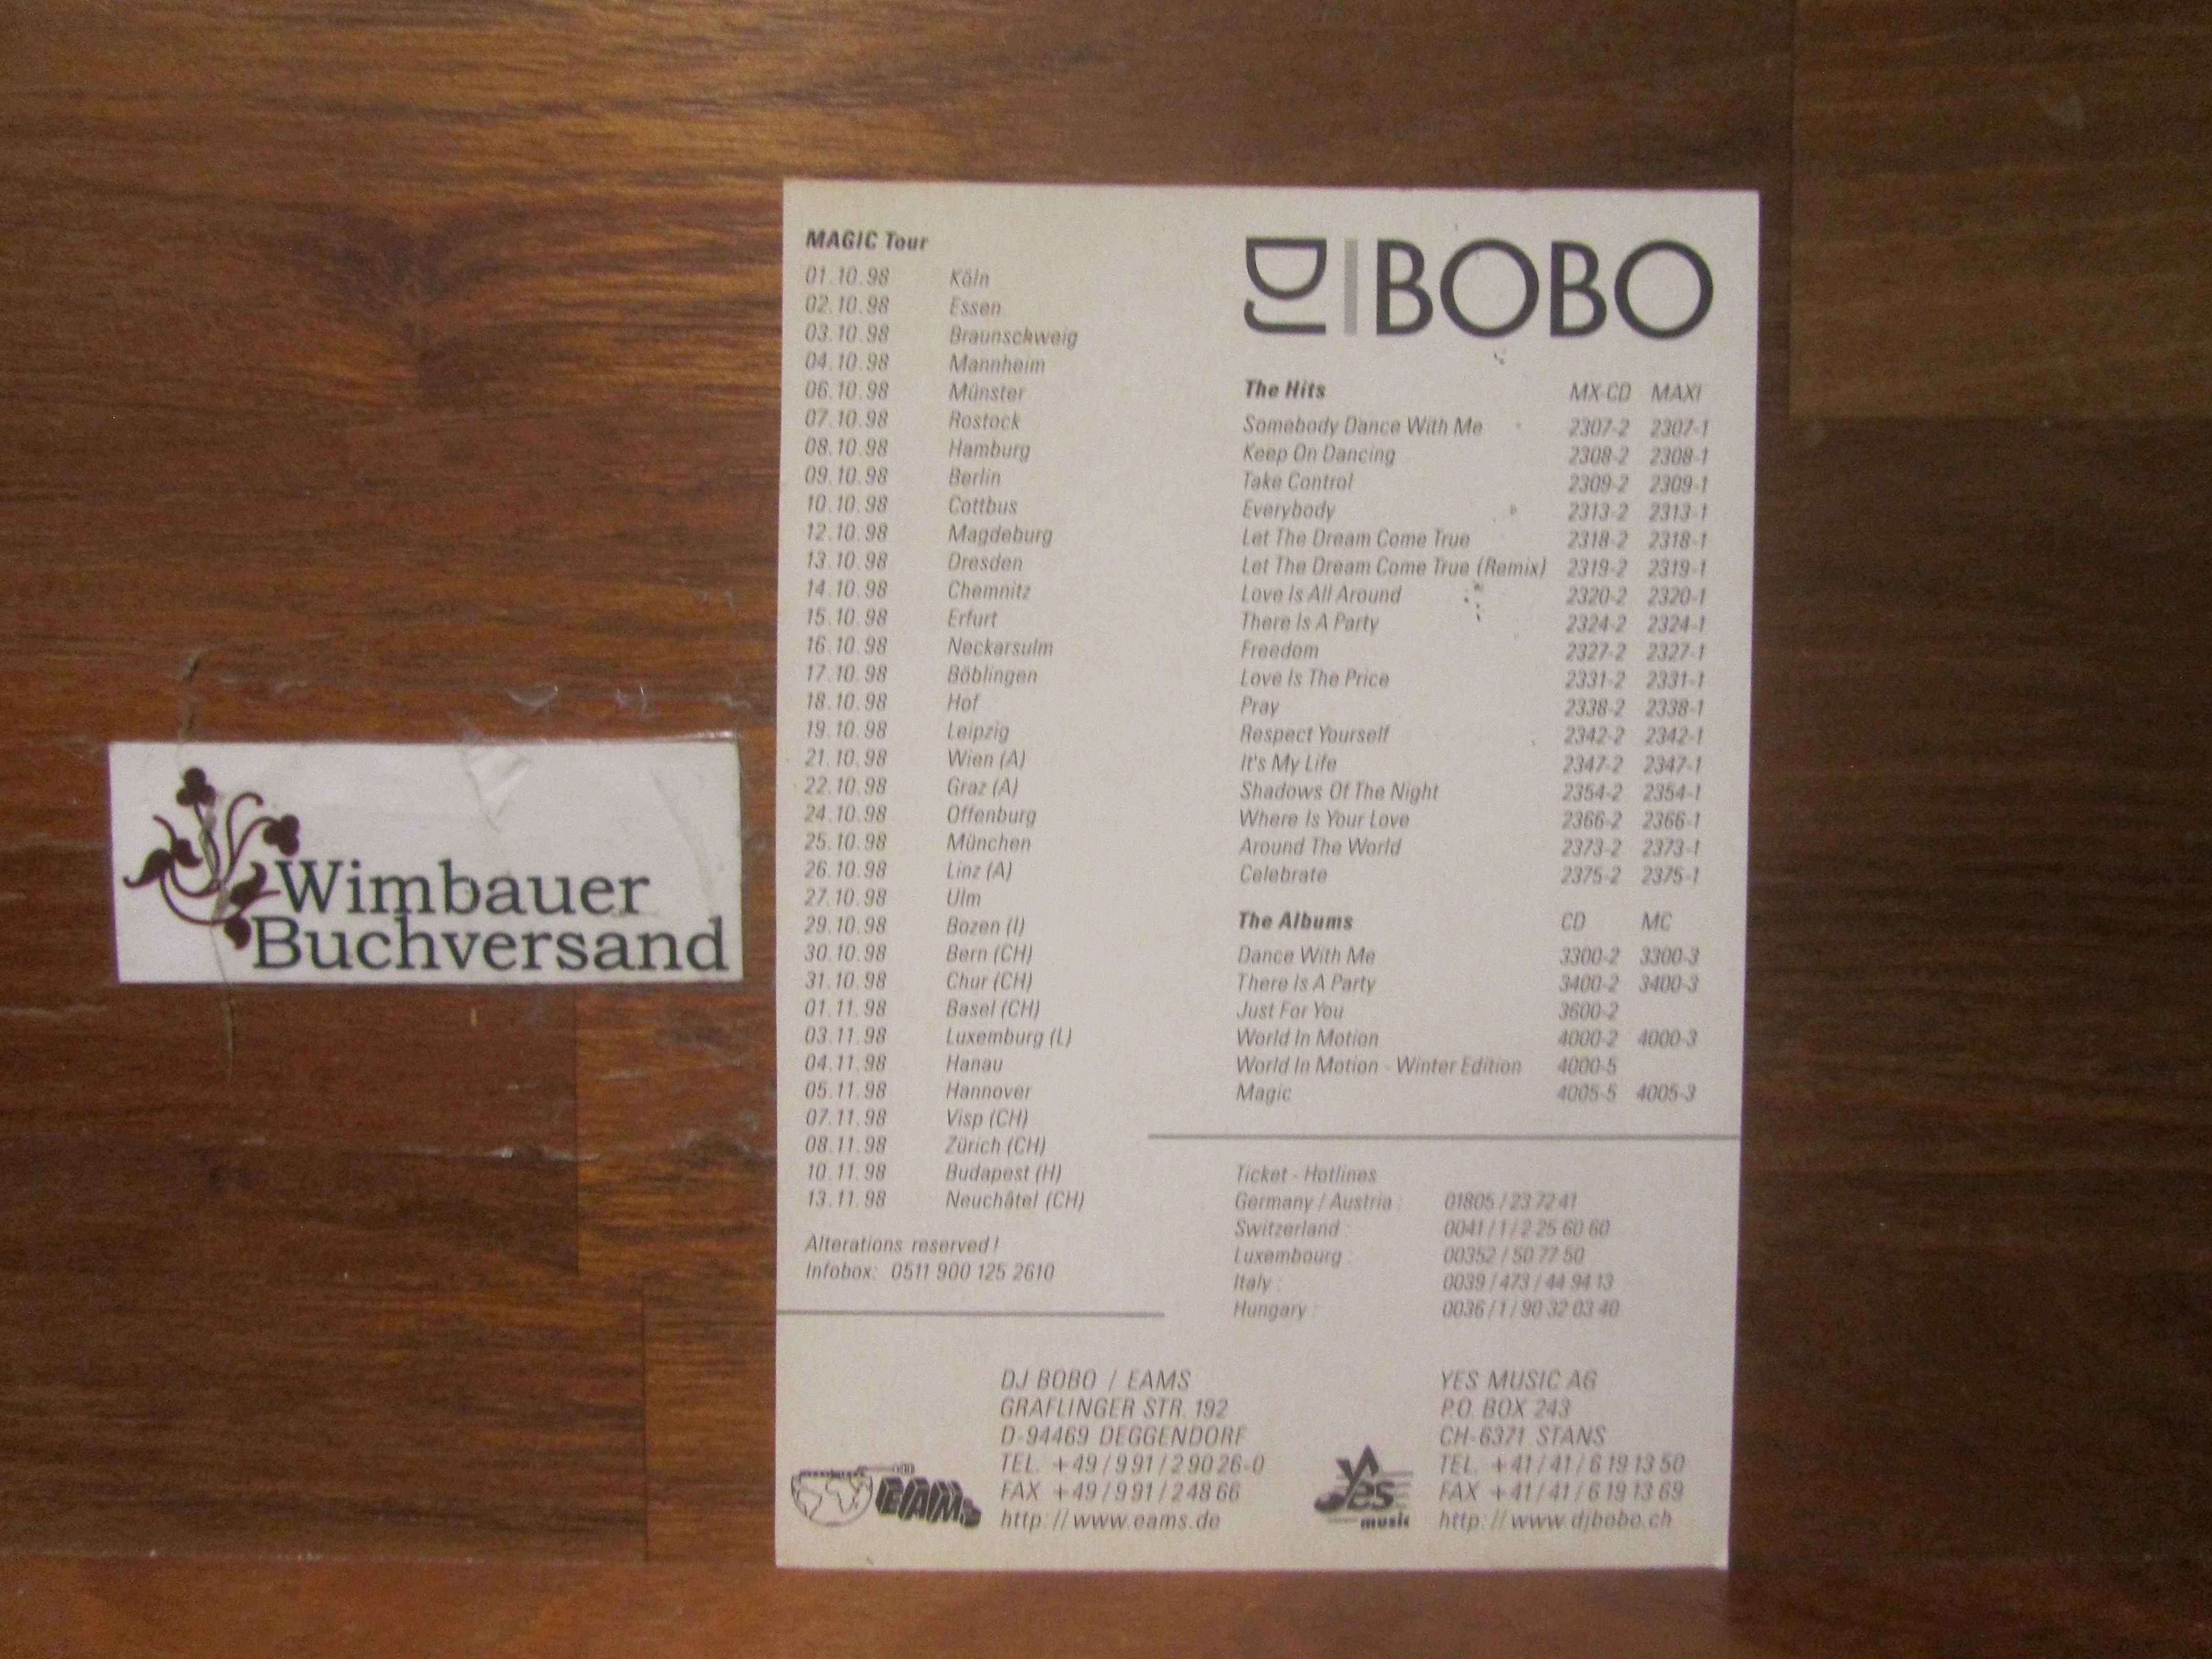 Wimbauer
Buchversand
MAGIC Tour
01.10.98 Köln
02.10.98 Essen
03.10.98 Braunschweig
04.10.98 Mannheim
06.10.98 Münster
07.10.98 Rostock
08.10.98 Hamburg
09.10.98 Berlin
10.10.98 Cottbus
12.10.98 Magdeburg
13.10.98 Dresden
14.10.98 Chemnitz
15.10.98 Erfurt
16.10.98 Neckarsulm
17.10.98 Böblingen
18.10.98 Hof
19.10.98 Leipzig
21.10.98 Wien (A)
22.10.98 Graz (A)
24.10.98 Offenburg
25.10.98 München
26.10.98 Linz (A)
27.10.98 Ulm
29.10.98 Bozen (I)
30.10.98 Bern (CH)
31.10.98 Chur (CH)
01.11.98 Basel (CH)
03.11.98 Luxemburg (L)
04.11.98 Hanau
05.11.98 Hannover
07.11.98 Visp (CH)
08.11.98 Zürich (CH)
10.11.98 Budapest (H)
13.11.98 Neuchâtel (CH)
Alterations reserved!
Infobox: 0511 900 125 2610
DJ BOBO
The Hits MX-CD MAXI
Somebody Dance With Me 2307-2 2307-1
Keep On Dancing 2308-2 2308-1
Take Control 2309-2 2309-1
Everybody 2313-2 2313-1
Let The Dream Come True 2318-2 2318-1
Let The Dream Come True (Remix) 2319-2 2319-1
Love Is All Around 2320-2 2320-1
There Is A Party 2324-2 2324-1
Freedom 2327-2 2327-1
Love Is The Price 2331-2 2331-1
Pray 2338-2 2338-1
Respect Yourself 2342-2 2342-1
It's My Life 2347-2 2347-1
Shadows Of The Night 2354-2 2354-1
Where Is Your Love 2366-2 2366-1
Around The World 2373-2 2373-1
Celebrate 2375-2 2375-1
The Albums CD MC
Dance With Me 3300-2 3300-3
There Is A Party 3400-2 3400-3
Just For You 3600-2
World In Motion 4000-2 4000-3
World In Motion - Winter Edition 4000-5
Magic 4005-5 4005-3
Ticket - Hotlines
Germany / Austria : 01805 / 23 72 41
Switzerland : 0041 / 1 / 2 25 60 60
Luxembourg : 00352 / 50 77 50
Italy : 0039 / 473 / 44 94 13
Hungary : 0036 / 1 / 90 32 03 40
EAMS
DJ BOBO / EAMS
GRAFLINGER STR. 192
D-94469 DEGGENDORF
TEL. +49 / 991 / 2 90 26-0
FAX +49 / 991 / 2 48 66
http://www.eams.de
Yes
music
YES MUSIC AG
P.O. BOX 243
CH-6371 STANS
TEL. +41 / 41 / 6 19 13 50
FAX +41 / 41 / 6 19 13 69
http://www.djbobo.ch